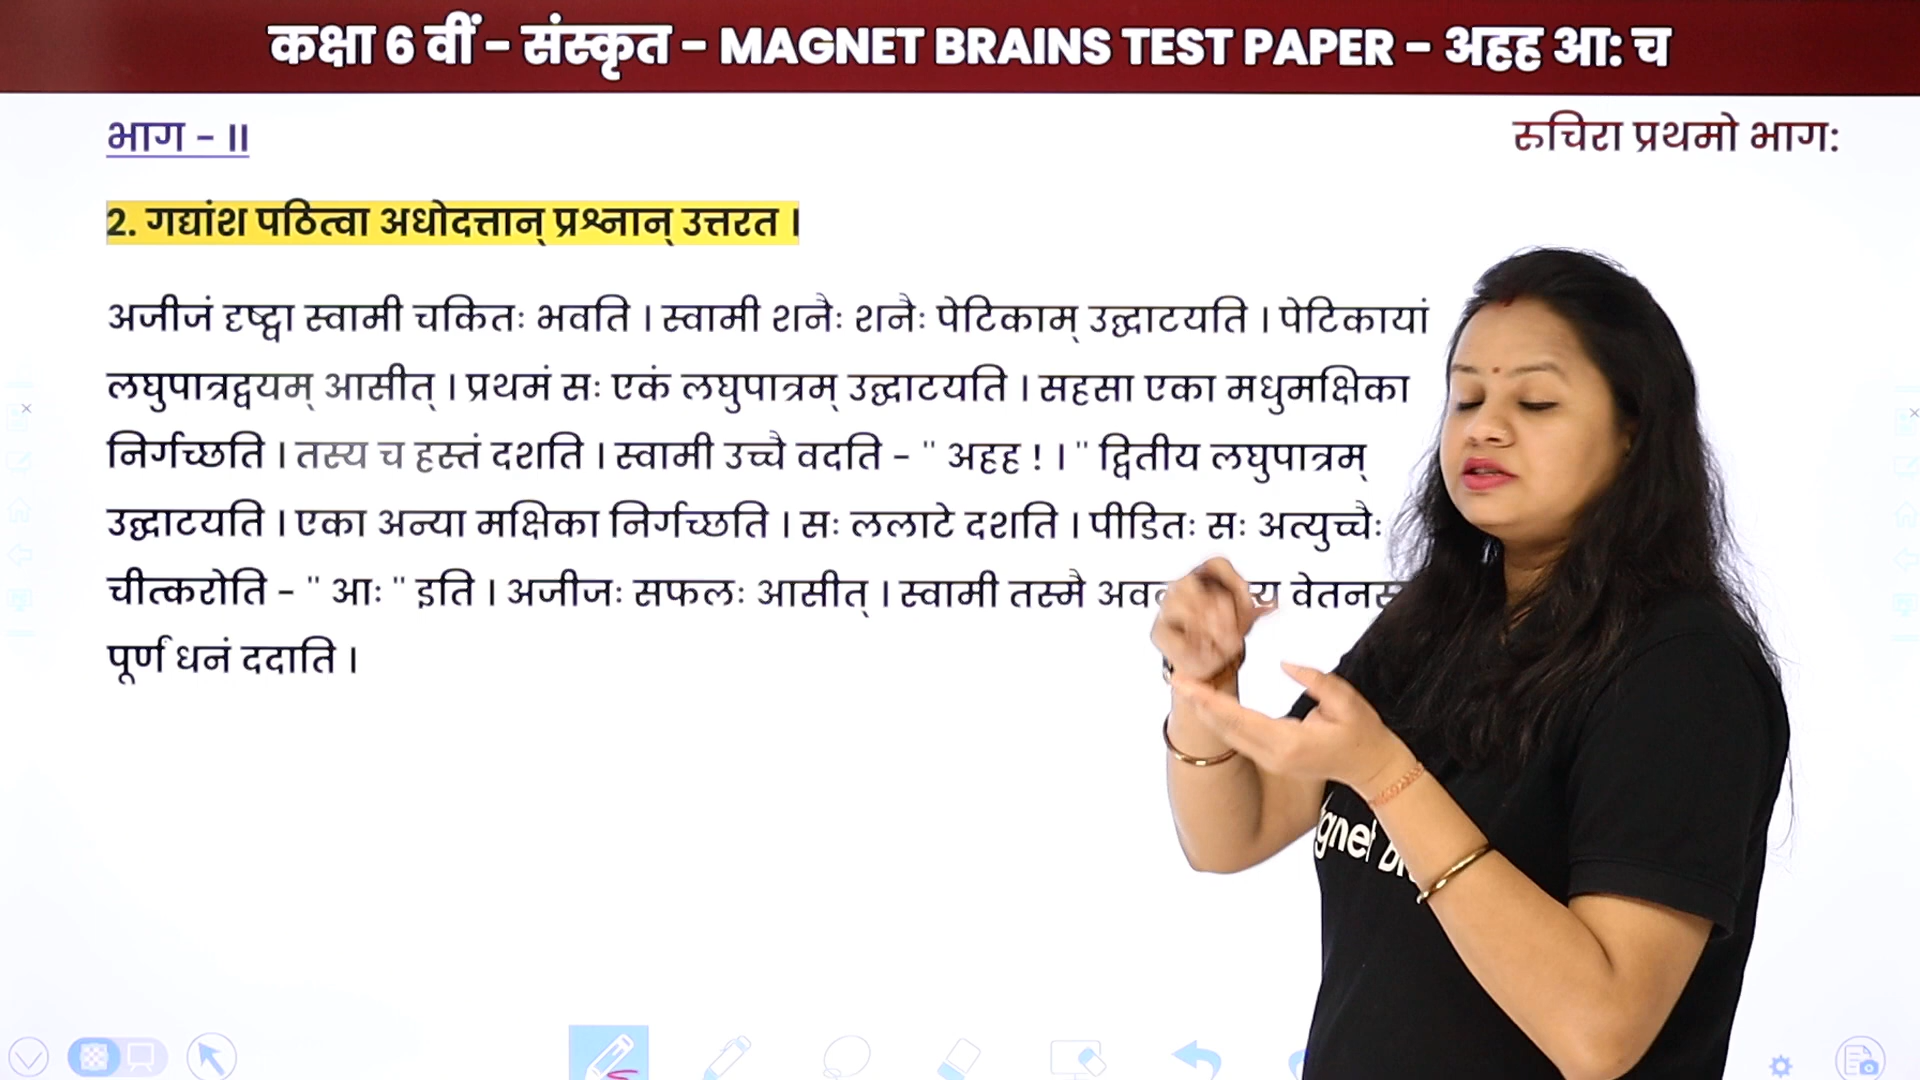 कक्षा 6 वीं - संस्कृत - MAGNET BRAINS TEST PAPER - अहह आ: च
भाग - II
रुचिरा प्रथमो भाग:
2. गद्यांश पठित्वा अधोदत्तान् प्रश्नान् उत्तरत ।
अजीजं दृष्ट्वा स्वामी चकितः भवति । स्वामी शनैः शनैः पेटिकाम् उद्घाटयति । पेटिकायां
लघुपात्रद्वयम् आसीत् । प्रथमं सः एकं लघुपात्रम् उद्घाटयति । सहसा एका मधुमक्षिका
निर्गच्छति । तस्य च हस्तं दशति । स्वामी उच्चै वदति - " अहह ! । " द्वितीय लघुपात्रम्
उद्घाटयति । एका अन्या मक्षिका निर्गच्छति । सः ललाटे दशति । पीडितः सः अत्युच्चैः
चीत्करोति - " आः " इति । अजीजः सफलः आसीत् । स्वामी तस्मै
पूर्ण धनं ददाति ।